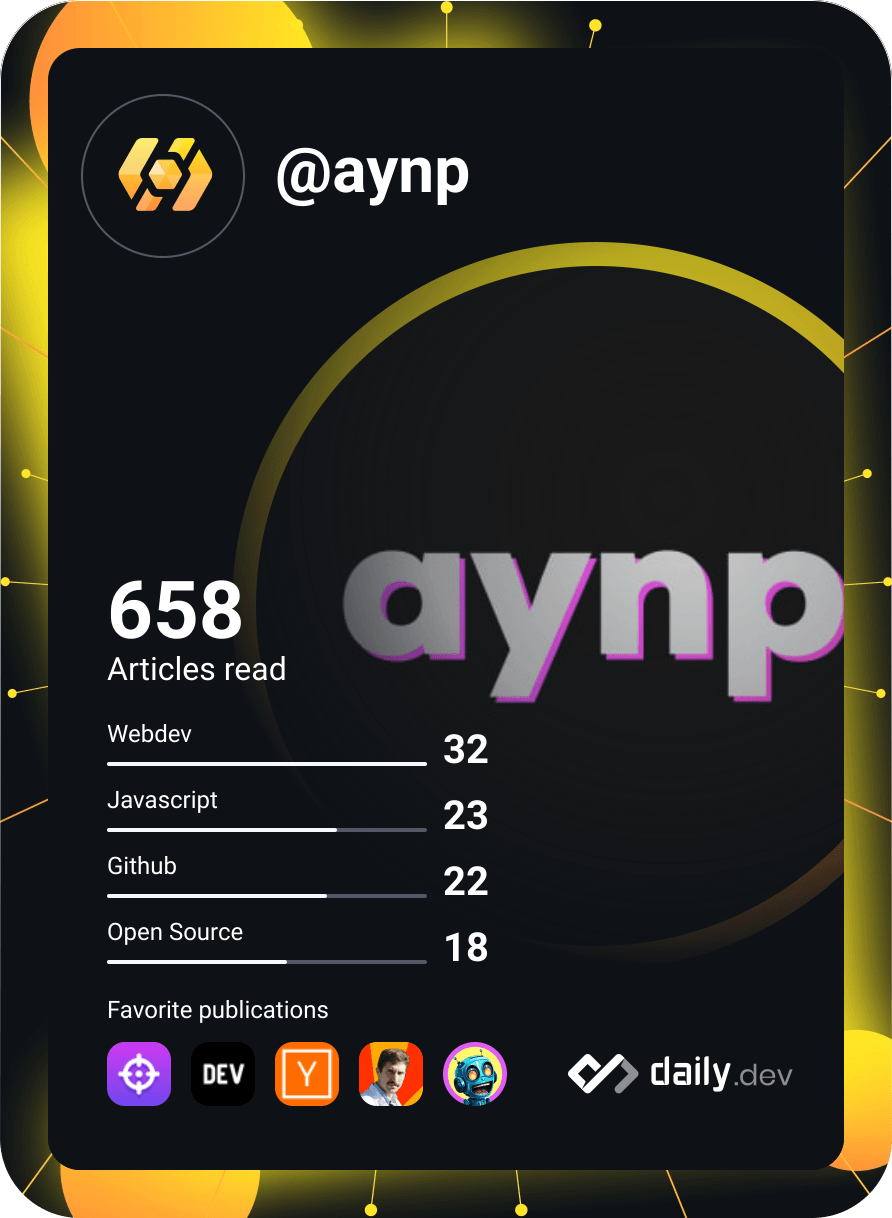 @aynp
aynp
658
Articles read
Webdev
32
Javascript
23
Github
22
Open Source
18
Favorite publications
DEV
Y
daily.dev